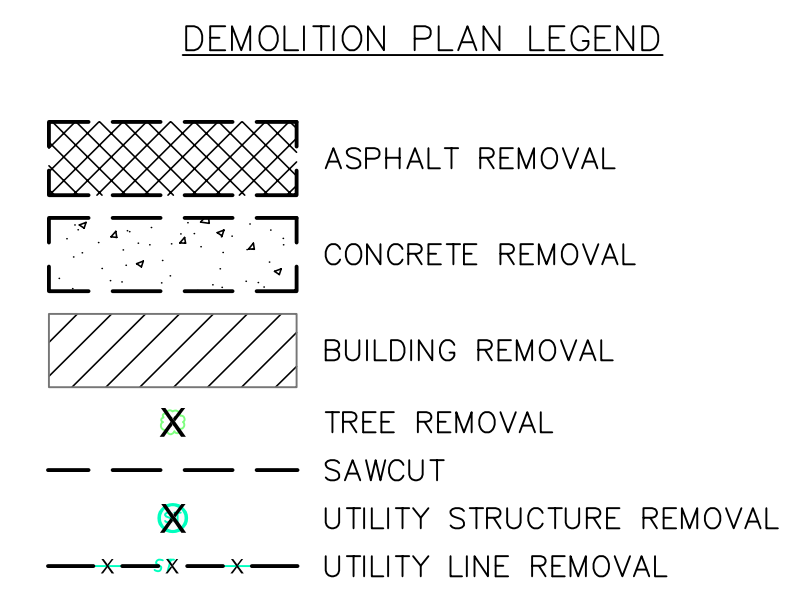 DEMOLITION PLAN LEGEND
ASPHALT REMOVAL
CONCRETE REMOVAL
BUILDING REMOVAL
X TREE REMOVAL
SAWCUT
X UTILITY STRUCTURE REMOVAL
X X X UTILITY LINE REMOVAL